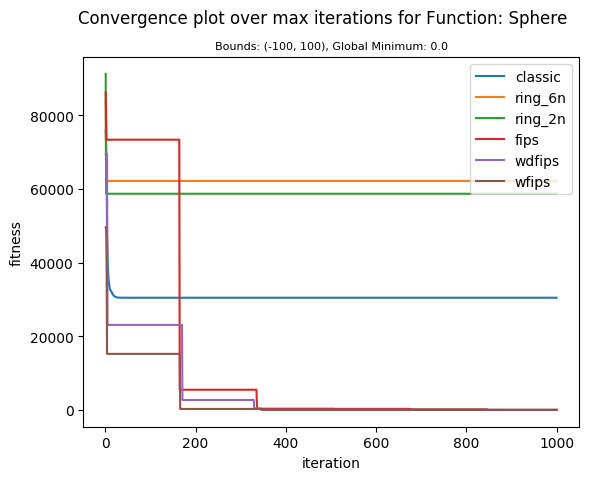 Convergence plot over max iterations for Function: Sphere
Bounds: (-100, 100), Global Minimum: 0.0
classic
ring_6n
ring_2n
fips
wdfips
wfips
80000
60000
40000
20000
0
fitness
0 200 400 600 800 1000
iteration